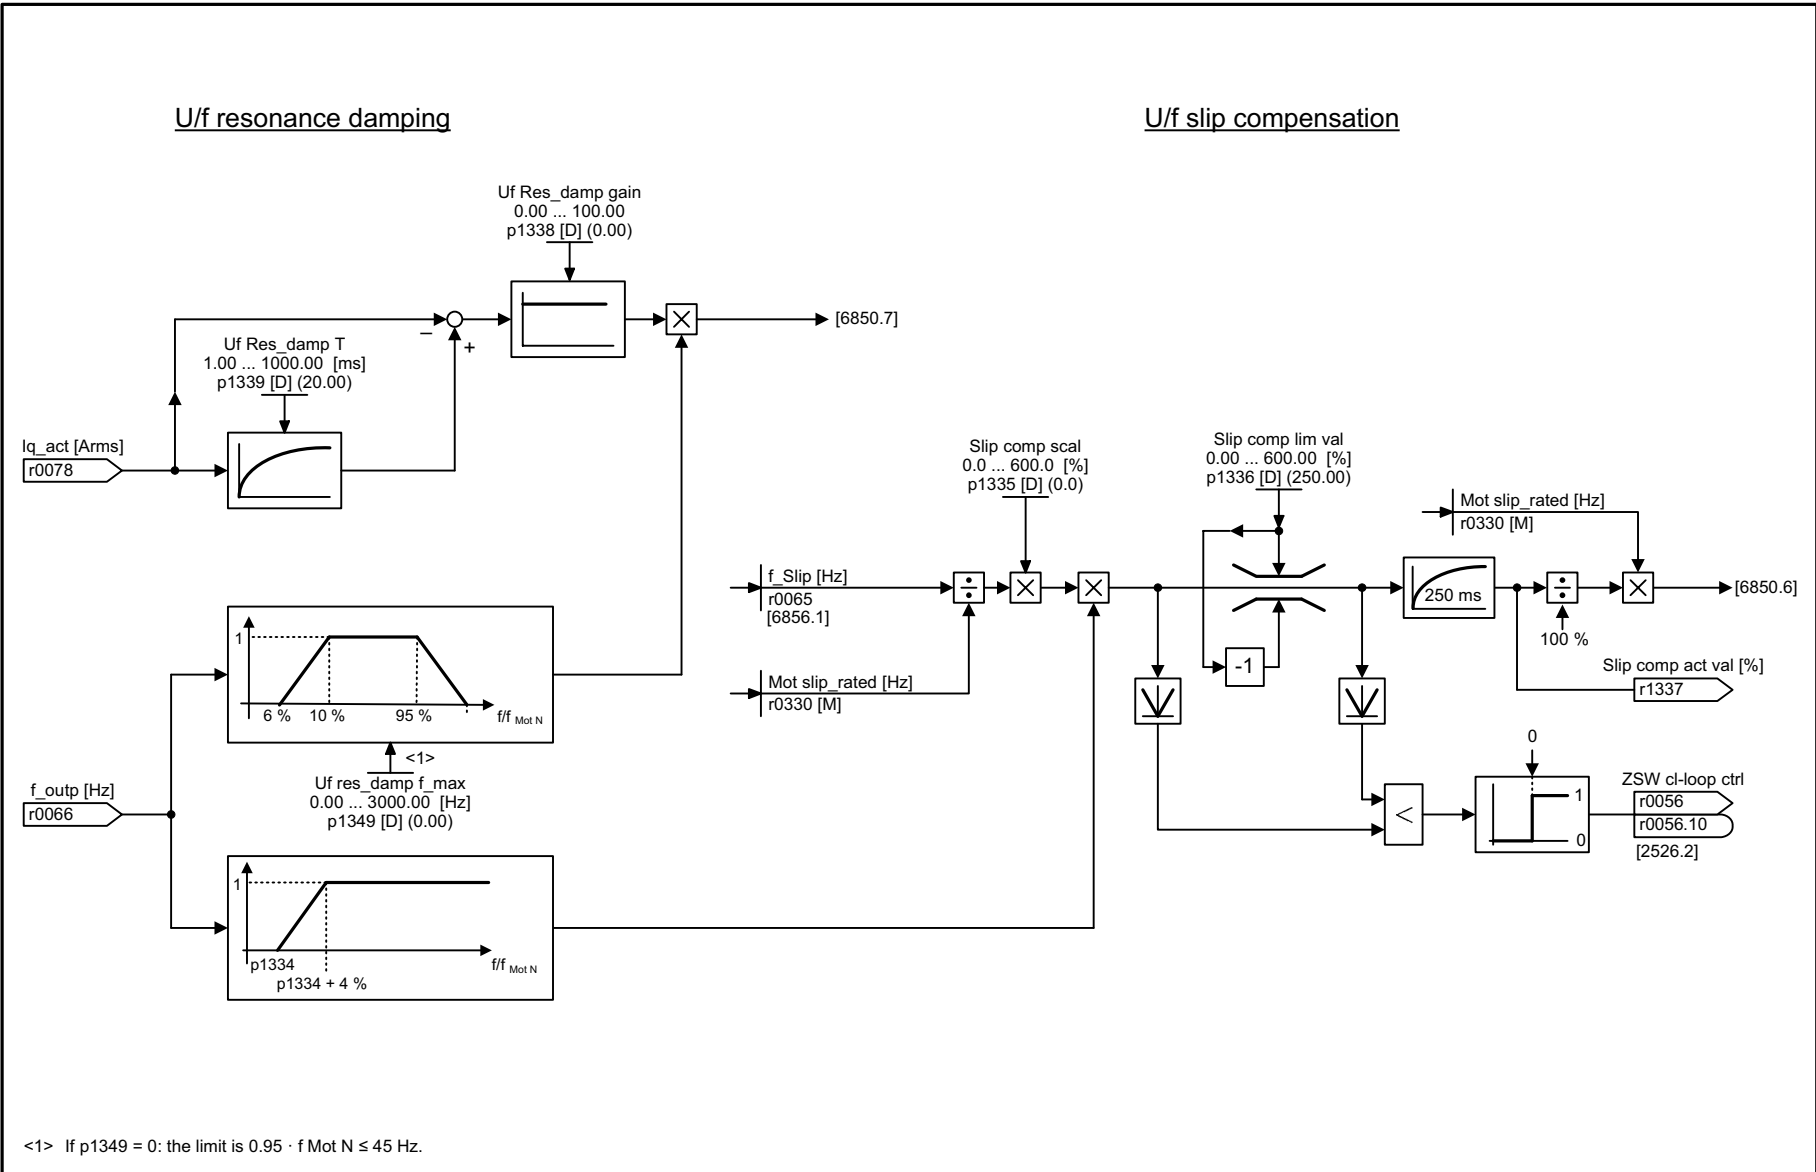 U/f resonance damping
U/f slip compensation
Uf Res_damp gain
0.00 ... 100.00
p1338 [D] (0.00)
[6850.7]
–
+
Uf Res_damp T
1.00 ... 1000.00 [ms]
p1339 [D] (20.00)
Iq_act [Arms]
r0078
Slip comp scal
0.0 ... 600.0 [%]
p1335 [D] (0.0)
Slip comp lim val
0.00 ... 600.00 [%]
p1336 [D] (250.00)
Mot slip_rated [Hz]
r0330 [M]
f_Slip [Hz]
r0065
[6856.1]
÷
×
×
250 ms
÷
×
[6850.6]
100 %
-1
Mot slip_rated [Hz]
r0330 [M]
Slip comp act val [%]
r1337
1
6 %
10 %
95 %
f/f Mot N
<1>
Uf res_damp f_max
0.00 ... 3000.00 [Hz]
p1349 [D] (0.00)
f_outp [Hz]
r0066
0
<
1
0
ZSW cl-loop ctrl
r0056
r0056.10
[2526.2]
1
p1334
p1334 + 4 %
f/f Mot N
<1> If p1349 = 0: the limit is 0.95 · f Mot N ≤ 45 Hz.